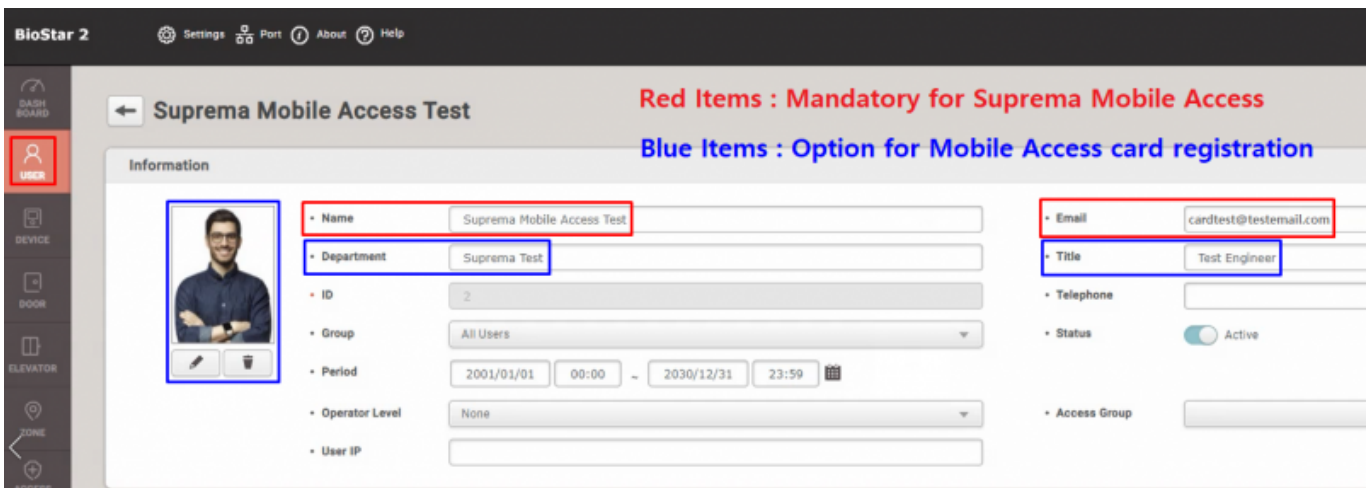 BioStar 2 Settings Port About Help
DASH
BOARD
USER
DEVICE
DOOR
ELEVATOR
ZONE
Suprema Mobile Access Test
Red Items : Mandatory for Suprema Mobile Access
Blue Items : Option for Mobile Access card registration
Information
Name Suprema Mobile Access Test Email cardtest@testemail.com
Department Suprema Test Title Test Engineer
ID 2 Telephone
Group All Users Status Active
Period 2001/01/01 00:00 ~ 2030/12/31 23:59
Operator Level None Access Group
User IP